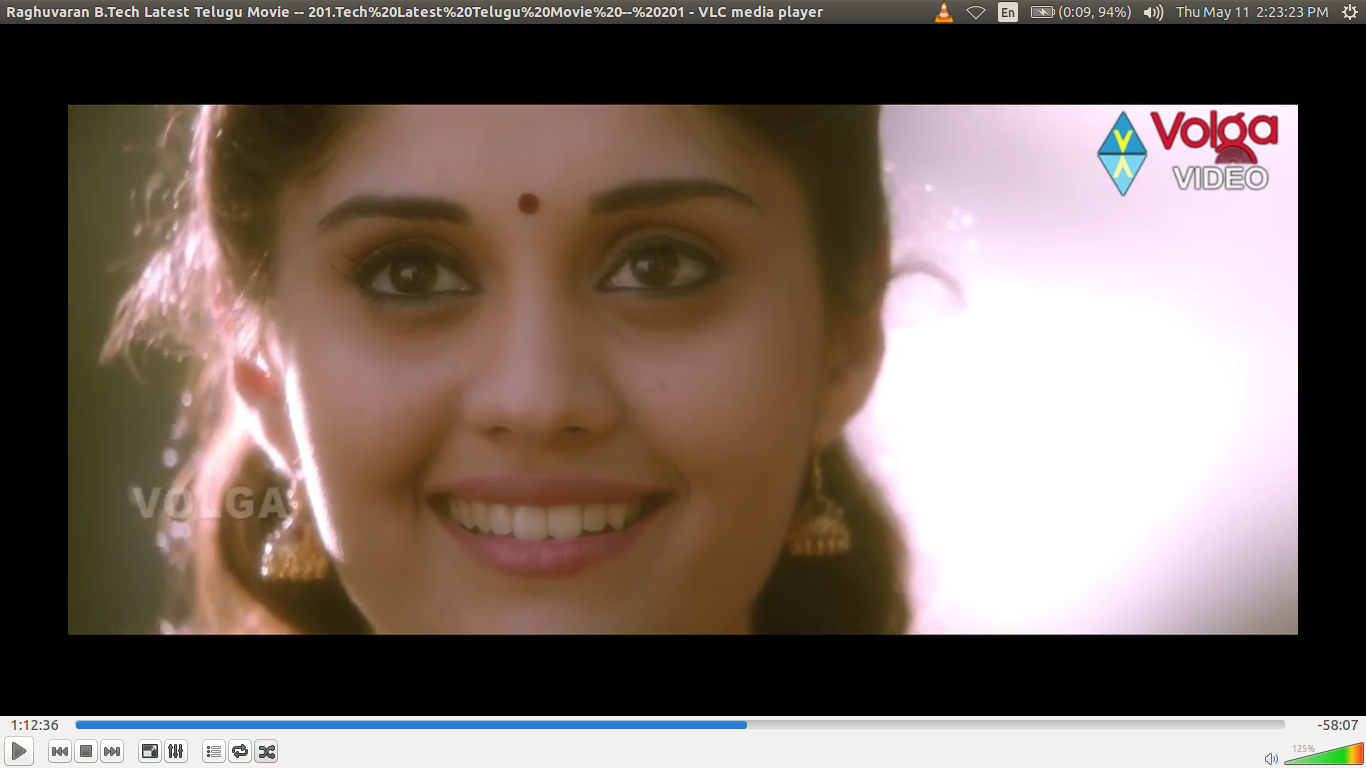 Raghuvaran B.Tech Latest Telugu Movie -- 201.Tech%20Latest%20Telugu%20Movie%20--%201 - VLC media player
En (0:09, 94%) Thu May 11 2:23:23 PM
Volga
VIDEO
VOLGA
1:12:36 -58:07
125%